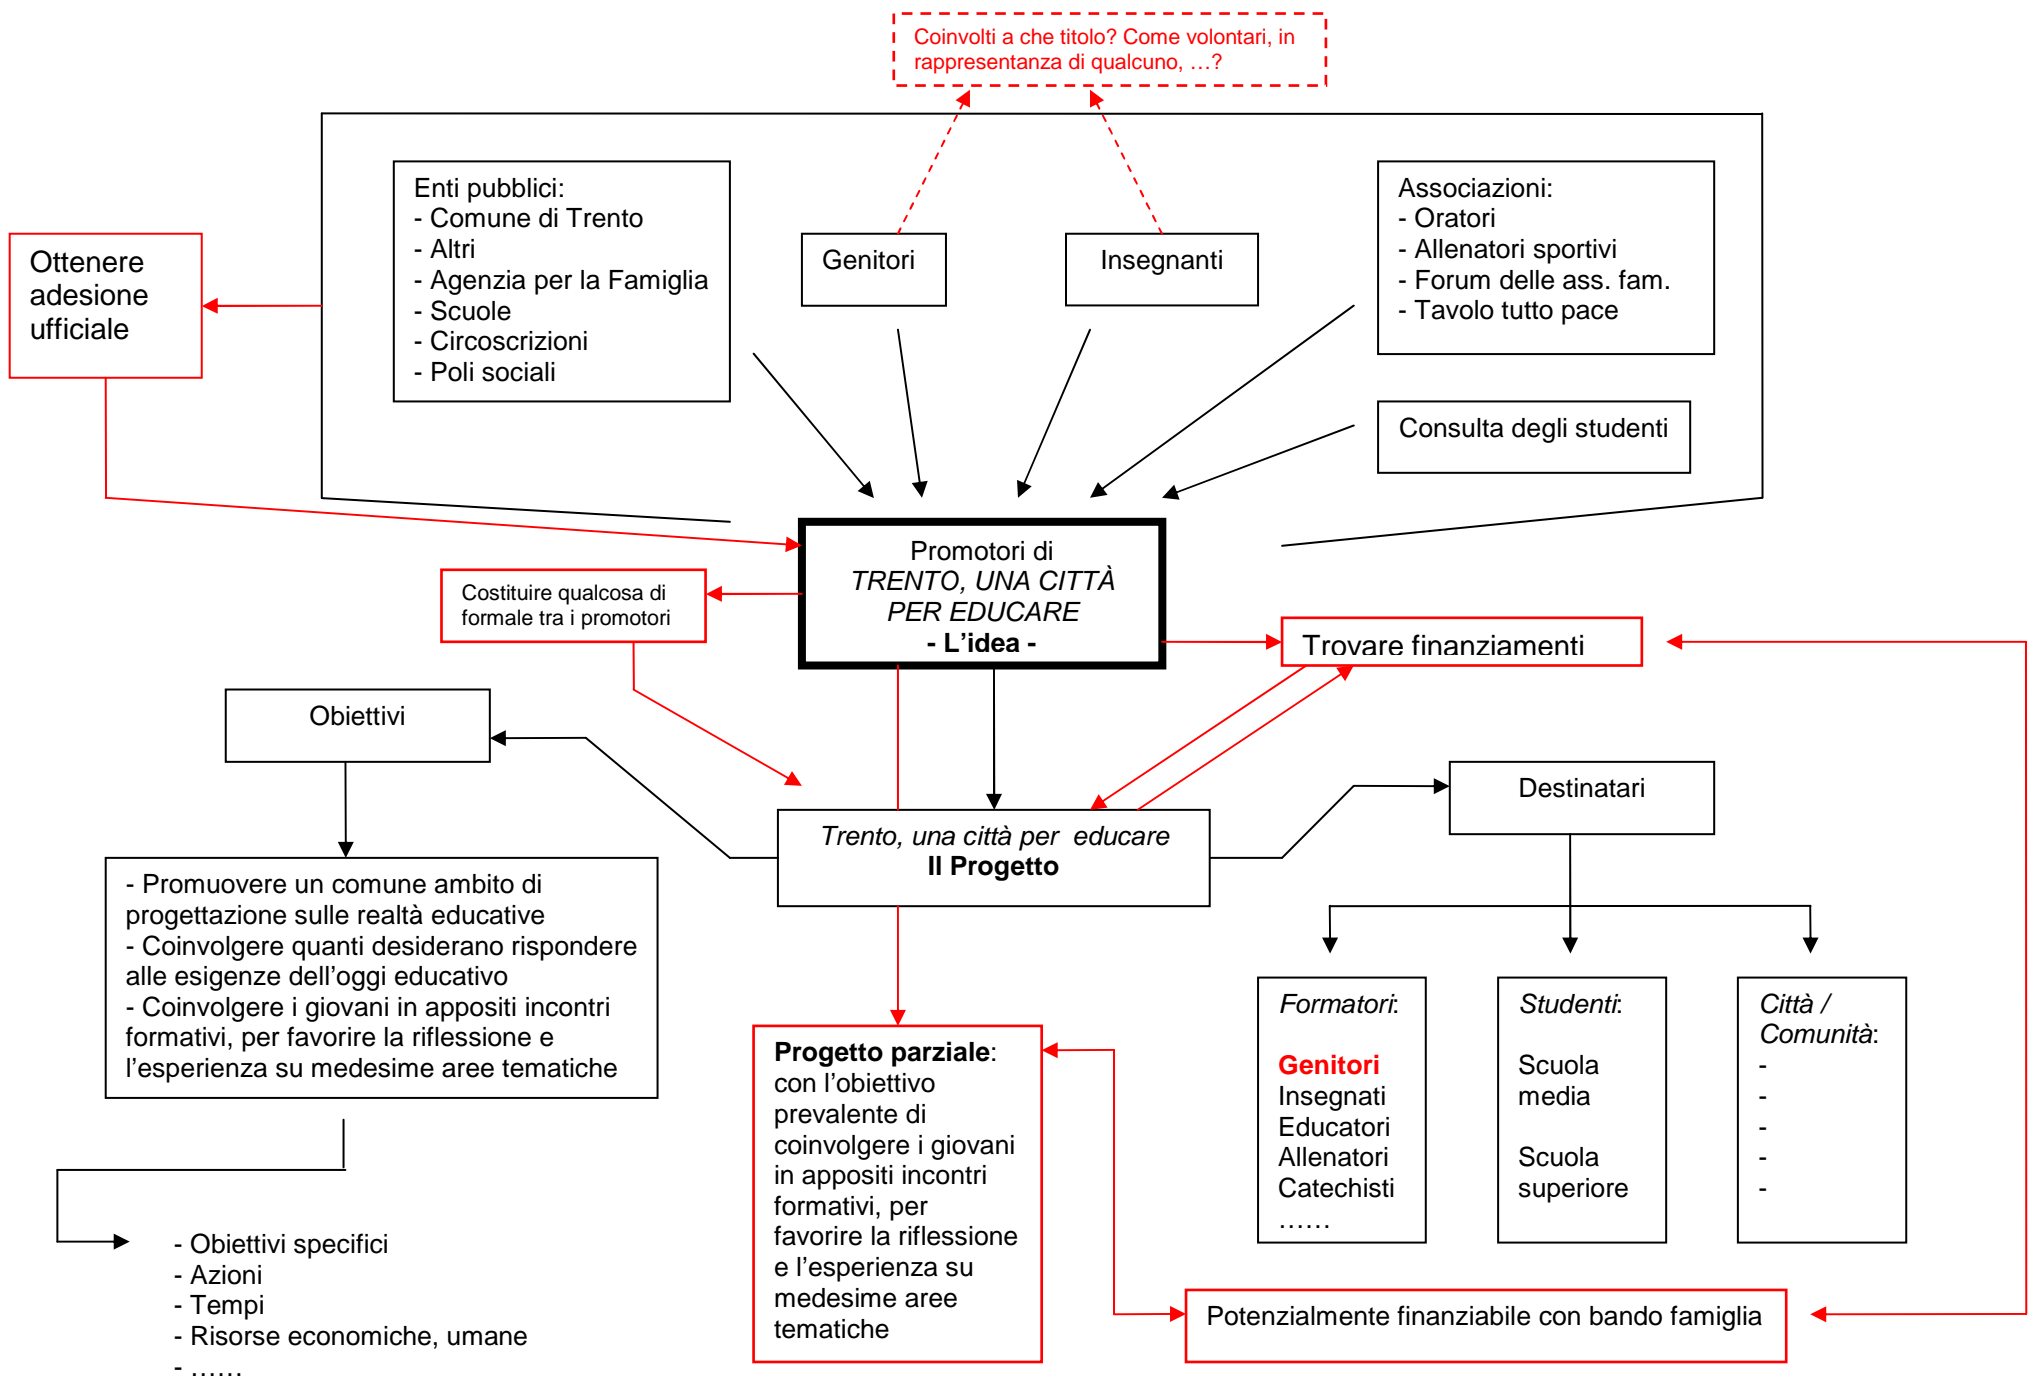 Coinvolti a che titolo? Come volontari, in
rappresentanza di qualcuno, …?
Enti pubblici:
- Comune di Trento
- Altri
- Agenzia per la Famiglia
- Scuole
- Circoscrizioni
- Poli sociali
Genitori
Insegnanti
Associazioni:
- Oratori
- Allenatori sportivi
- Forum delle ass. fam.
- Tavolo tutto pace
Ottenere
adesione
ufficiale
Consulta degli studenti
Promotori di
TRENTO, UNA CITTÀ
PER EDUCARE
- L'idea -
Costituire qualcosa di
formale tra i promotori
Trovare finanziamenti
Obiettivi
Destinatari
Trento, una città per  educare
Il Progetto
- Promuovere un comune ambito di
progettazione sulle realtà educative
- Coinvolgere quanti desiderano rispondere
alle esigenze dell'oggi educativo
- Coinvolgere i giovani in appositi incontri
formativi, per favorire la riflessione e
l'esperienza su medesime aree tematiche
Formatori:
Genitori
Insegnati
Educatori
Allenatori
Catechisti
……
Studenti:
Scuola
media
Scuola
superiore
Città /
Comunità:
-
-
-
-
-
Progetto parziale:
con l'obiettivo
prevalente di
coinvolgere i giovani
in appositi incontri
formativi, per
favorire la riflessione
e l'esperienza su
medesime aree
tematiche
- Obiettivi specifici
- Azioni
- Tempi
- Risorse economiche, umane
- ……
Potenzialmente finanziabile con bando famiglia